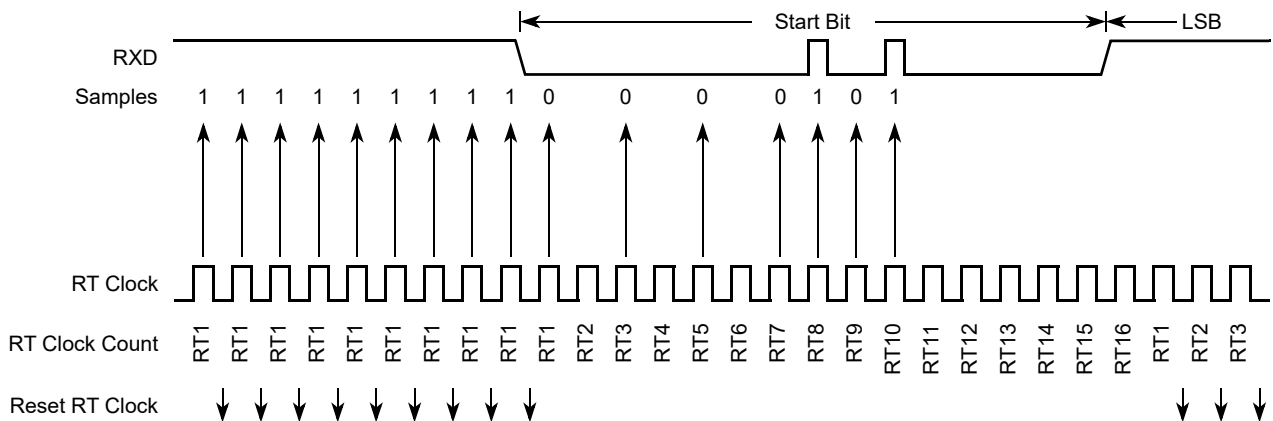 Start Bit LSB
RXD
Samples 1 1 1 1 1 1 1 1 1 0 0 0 0 1 0 1
RT Clock
RT Clock Count RT1 RT1 RT1 RT1 RT1 RT1 RT1 RT1 RT1 RT1 RT2 RT3 RT4 RT5 RT6 RT7 RT8 RT9 RT10 RT11 RT12 RT13 RT14 RT15 RT16 RT1 RT2 RT3
Reset RT Clock